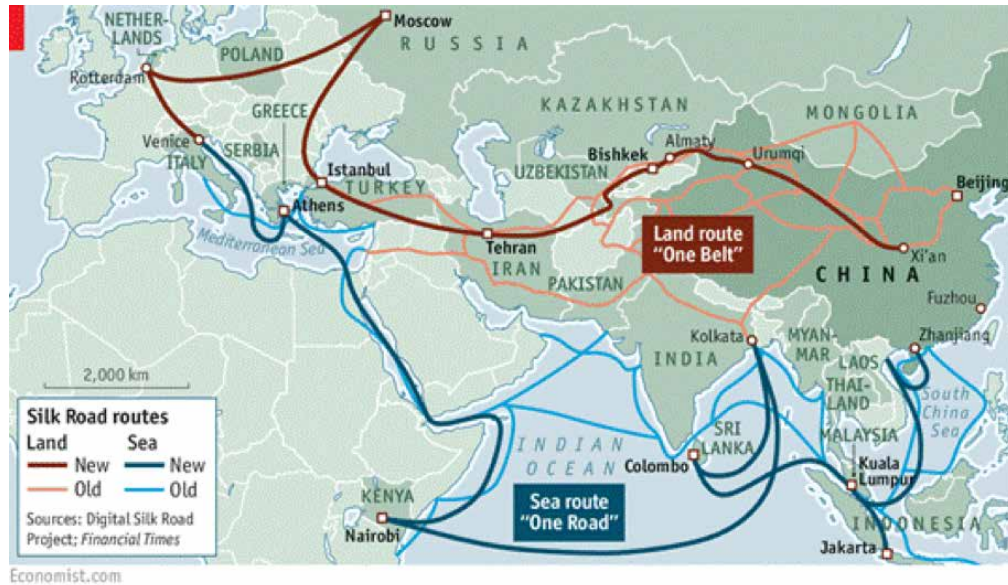 NETHER-
LANDS
Moscow
RUSSIA
POLAND
Rotterdam
KAZAKHSTAN
MONGOLIA
GREECE
Venice
ITALY
SERBIA
Almaty
Bishkek
Urumqi
UZBEKISTAN
Istanbul
TURKEY
Beijing
Athens
Land route
"One Belt"
Mediterranean Sea
Tehran
IRAN
Xi'an
CHINA
PAKISTAN
Fuzhou
Kolkata
Zhanjiang
INDIA
MYAN-
MAR
LAOS
2,000 km
THAI-
LAND
South
China
Sea
Silk Road routes
Land
Sea
New
New
Old
Old
Sources: Digital Silk Road
Project; Financial Times
INDIAN
OCEAN
SRI
LANKA
MALAYSIA
Colombo
Kuala
Lumpur
KENYA
Sea route
"One Road"
Nairobi
INDONESIA
Jakarta
Economist.com